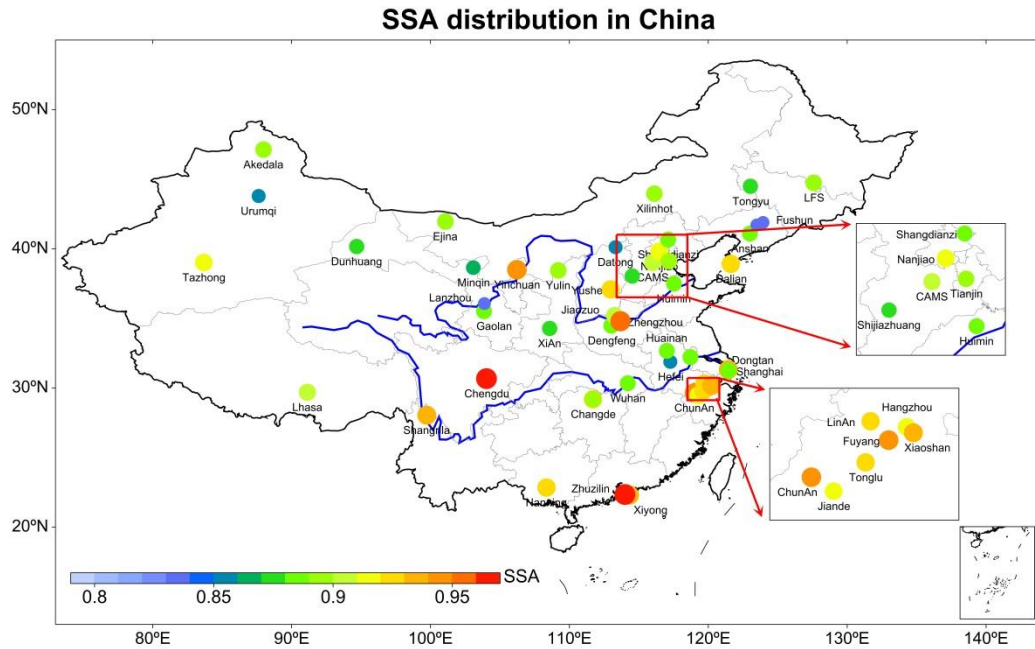 SSA distribution in China
50ºN
Akedala
Urumqi
Tongyu
LFS
Xilinhot
Fushun
Ejina
40ºN
Dunhuang
Anshan
Shangdianzi
Datong
Nanjiao
Tazhong
Minqin
Yinchuan
Yulin
Yushe
CAMS
Dalian
Lanzhou
Huimin
Gaolan
Jiaozuo
Zhengzhou
XiAn
Dengfeng
Huainan
Dongtan
Shanghai
Hefei
30ºN
Chengdu
Wuhan
Lhasa
Changde
ChunAn
Shangrila
Zhuzilin
Nanning
Xiyong
20ºN
Shangdianzi
Nanjiao
CAMS
Tianjin
Shijiazhuang
Huimin
Hangzhou
LinAn
Fuyang
Xiaoshan
Tonglu
ChunAn
Jiande
SSA
0.8 0.85 0.9 0.95
80ºE 90ºE 100ºE 110ºE 120ºE 130ºE 140ºE